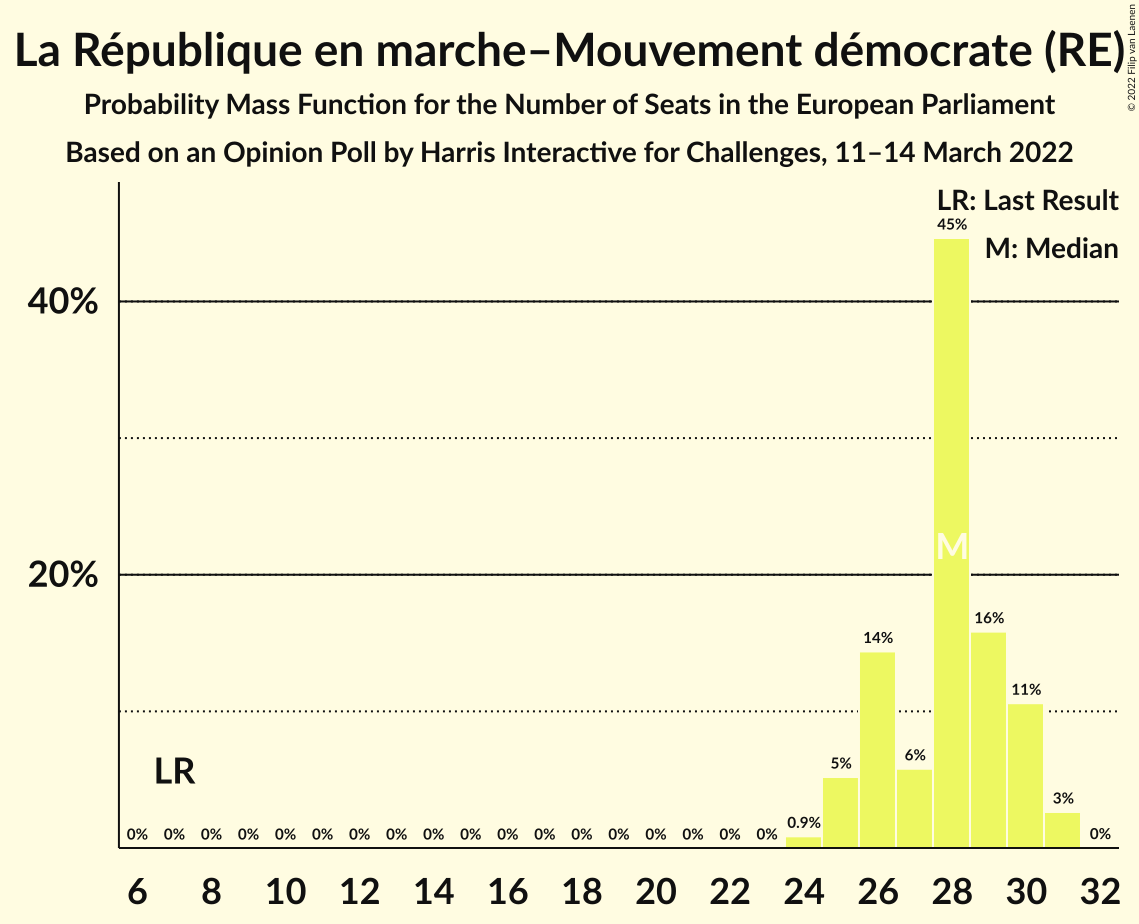 La République en marche–Mouvement démocrate (RE)
© 2022 Filip van Laenen
Probability Mass Function for the Number of Seats in the European Parliament
Based on an Opinion Poll by Harris Interactive for Challenges, 11–14 March 2022
LR: Last Result
45%
M: Median
40%
M
20%
16%
14%
11%
6%
5%
LR
3%
0.9%
0% 0% 0% 0% 0% 0% 0% 0% 0% 0% 0% 0% 0% 0% 0% 0% 0% 0% 0%
6 8 10 12 14 16 18 20 22 24 26 28 30 32